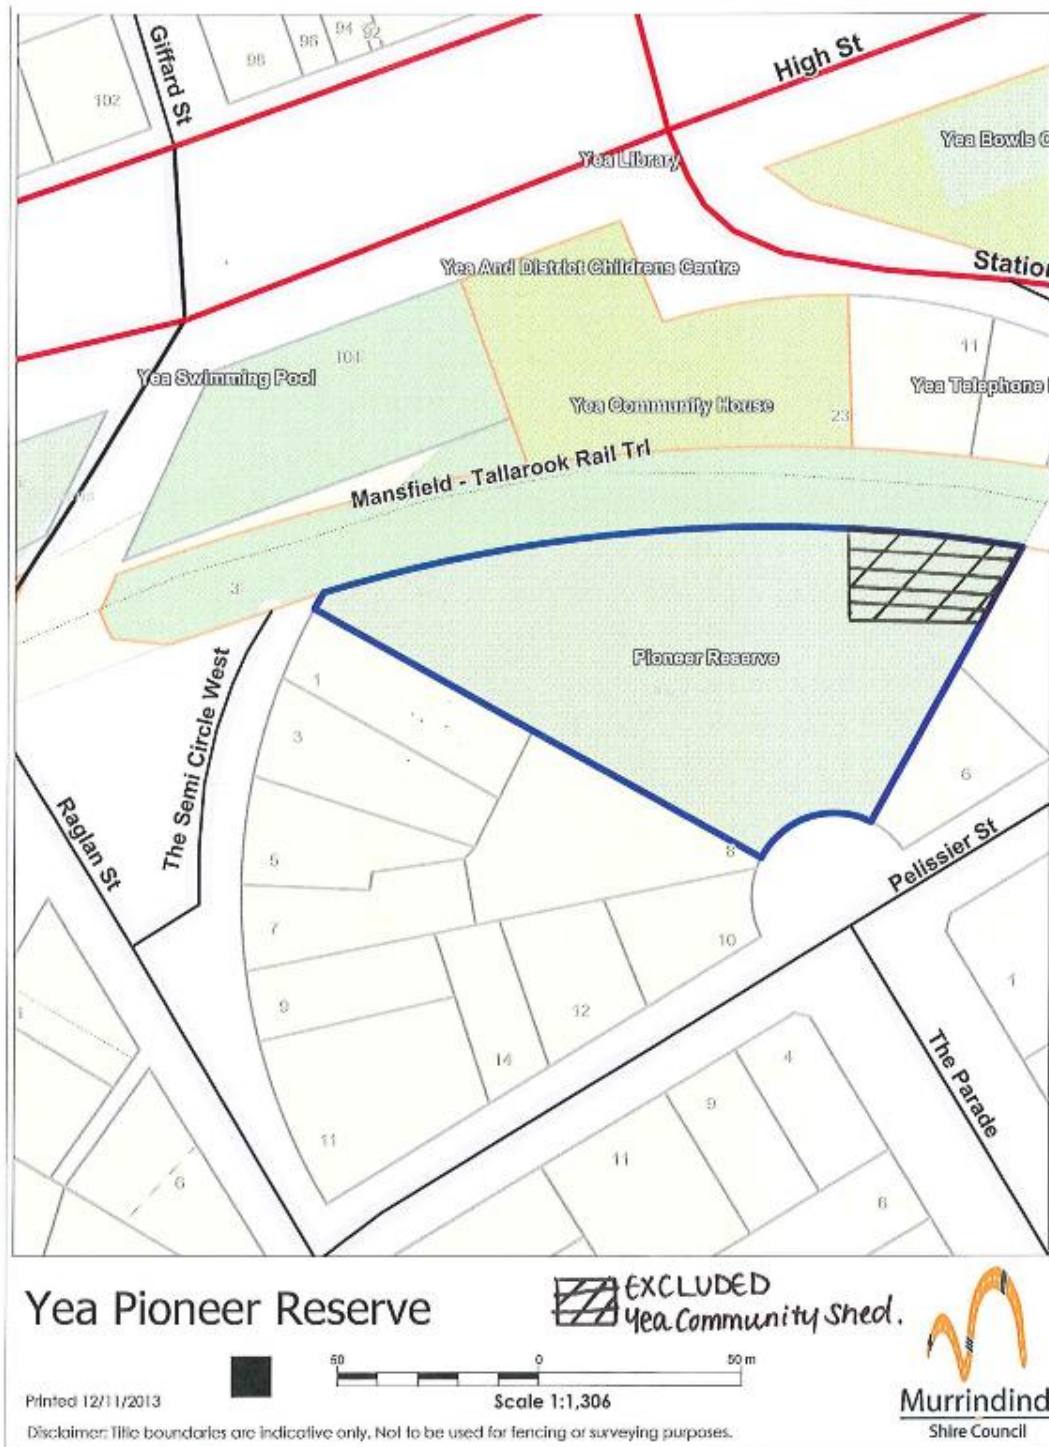 Giffard St
102
98
96
94
92
High St
Yea Library
Yea Bowls C
Yea And District Childrens Centre
Station
101
Yea Swimming Pool
11
Yea Telephone
Yea Community House
23
Mansfield - Tallarook Rail Trl
3
Pioneer Reserve
The Semi Circle West
1
3
6
Raglan St
5
8
Pelissier St
7
10
9
12
1
14
4
The Parade
9
11
11
6
6
Yea Pioneer Reserve
EXCLUDED
Yea Community Shed.
50 0 50 m
Printed 12/11/2013
Scale 1:1,306
Murrindind
Shire Council
Disclaimer: Title boundaries are indicative only. Not to be used for fencing or surveying purposes.